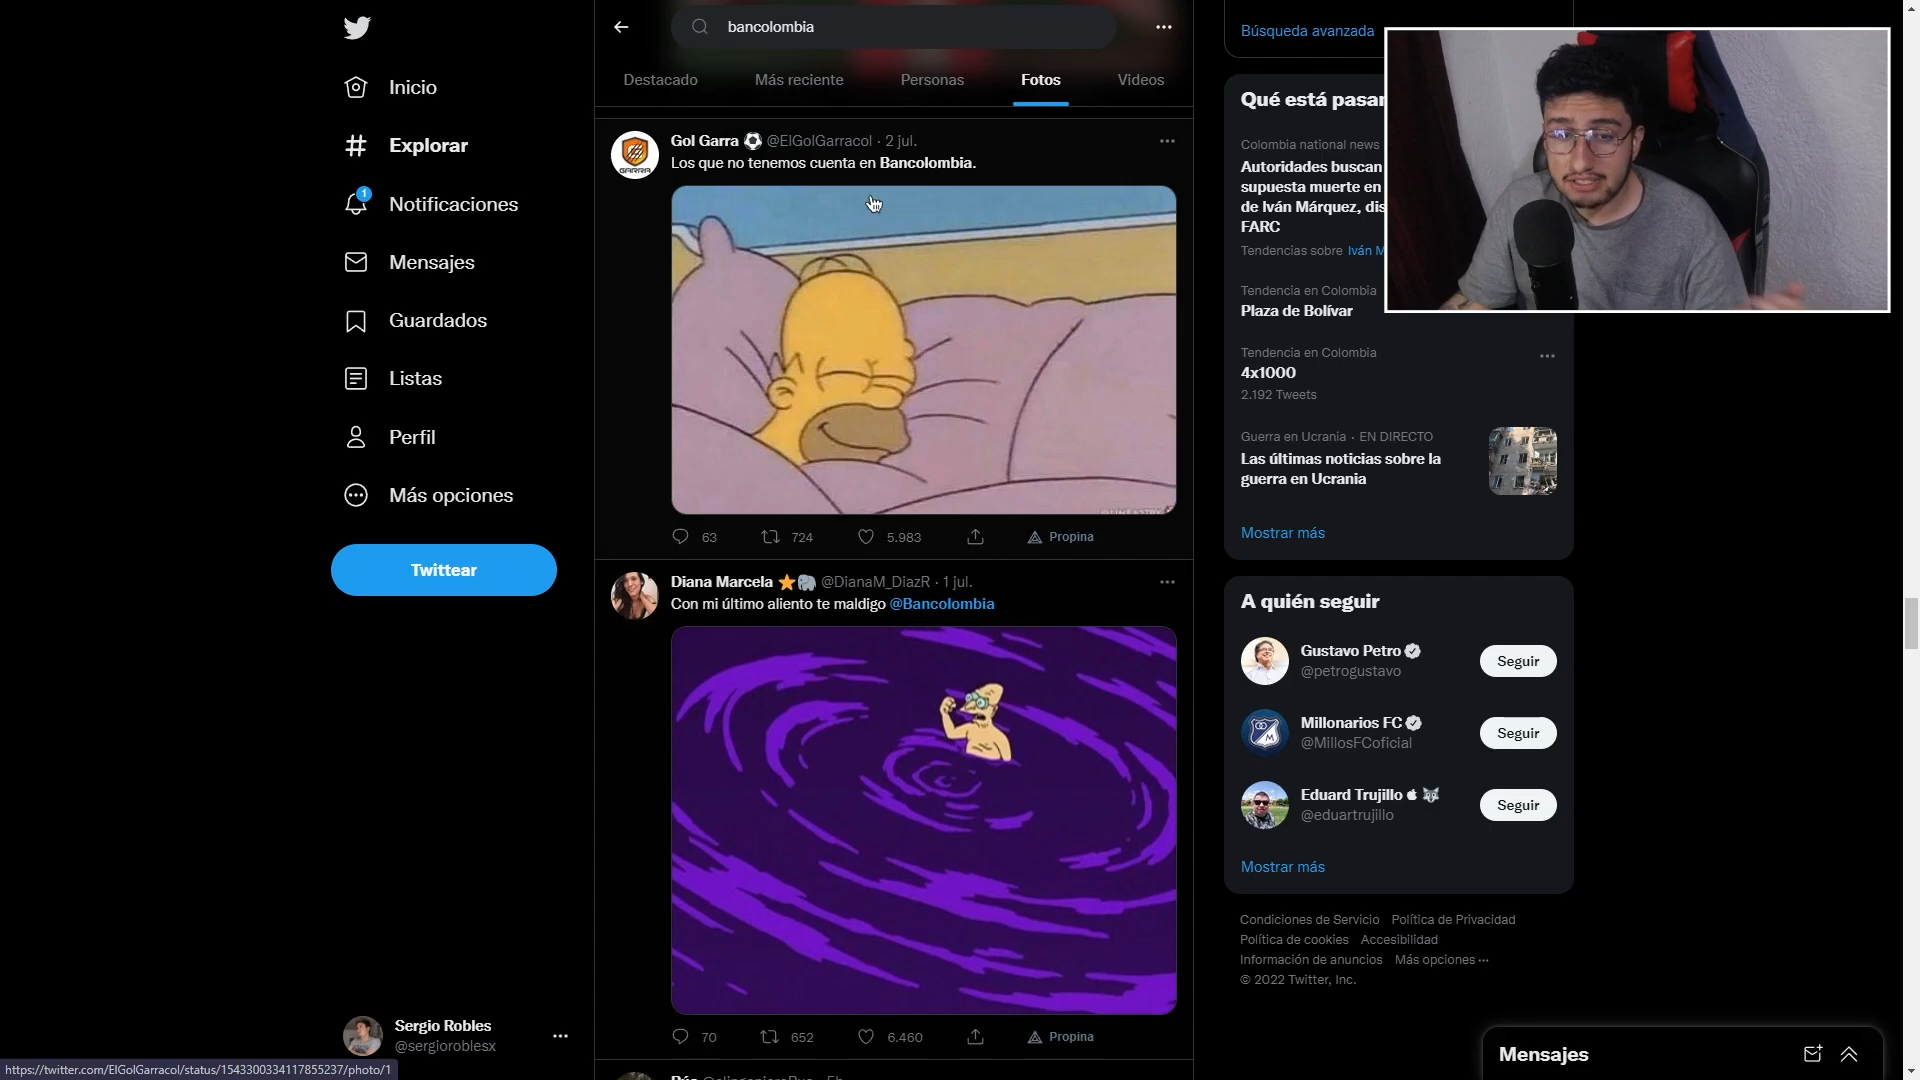 bancolombia
Destacado
Más reciente
Personas
Fotos
Videos
Inicio
Explorar
1
Notificaciones
Mensajes
Guardados
Listas
Perfil
Más opciones
Twittear
Sergio Robles
@sergioroblesx
https://twitter.com/ElGolGarracol/status/1543300334117855237/photo/1
Gol Garra @ElGolGarracol · 2 jul.
Los que no tenemos cuenta en Bancolombia.
GARRA
63
724
5.983
Propina
Diana Marcela @DianaM_DiazR · 1 jul.
Con mi último aliento te maldigo @Bancolombia
70
652
6.460
Propina
Búsqueda avanzada
Qué está pasar
Colombia national news
Autoridades buscan
supuesta muerte en
de Iván Márquez, dis
FARC
Tendencias sobre Iván M
Tendencia en Colombia
Plaza de Bolívar
Tendencia en Colombia
4x1000
2.192 Tweets
Guerra en Ucrania · EN DIRECTO
Las últimas noticias sobre la
guerra en Ucrania
Mostrar más
A quién seguir
Gustavo Petro
@petrogustavo
Seguir
Millonarios FC
@MillosFCoficial
Seguir
Eduard Trujillo
@eduartrujillo
Seguir
Mostrar más
Condiciones de Servicio Política de Privacidad
Política de cookies Accesibilidad
Información de anuncios Más opciones ···
© 2022 Twitter, Inc.
Mensajes